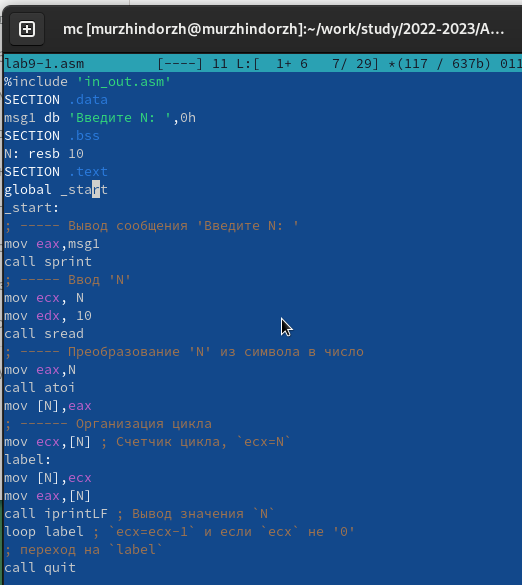 mc [murzhindorzh@murzhindorzh]:~/work/study/2022-2023/А…
lab9-1.asm [----] 11 L:[ 1+ 6 7/ 29] *(117 / 637b) 011
%include 'in_out.asm'
SECTION .data
msg1 db 'Введите N: ',0h
SECTION .bss
N: resb 10
SECTION .text
global _start
_start:
; ----- Вывод сообщения 'Введите N: '
mov eax,msg1
call sprint
; ----- Ввод 'N'
mov ecx, N
mov edx, 10
call sread
; ----- Преобразование 'N' из символа в число
mov eax,N
call atoi
mov [N],eax
; ------ Организация цикла
mov ecx,[N] ; Счетчик цикла, `ecx=N`
label:
mov [N],ecx
mov eax,[N]
call iprintLF ; Вывод значения `N`
loop label ; `ecx=ecx-1` и если `ecx` не '0'
; переход на `label`
call quit